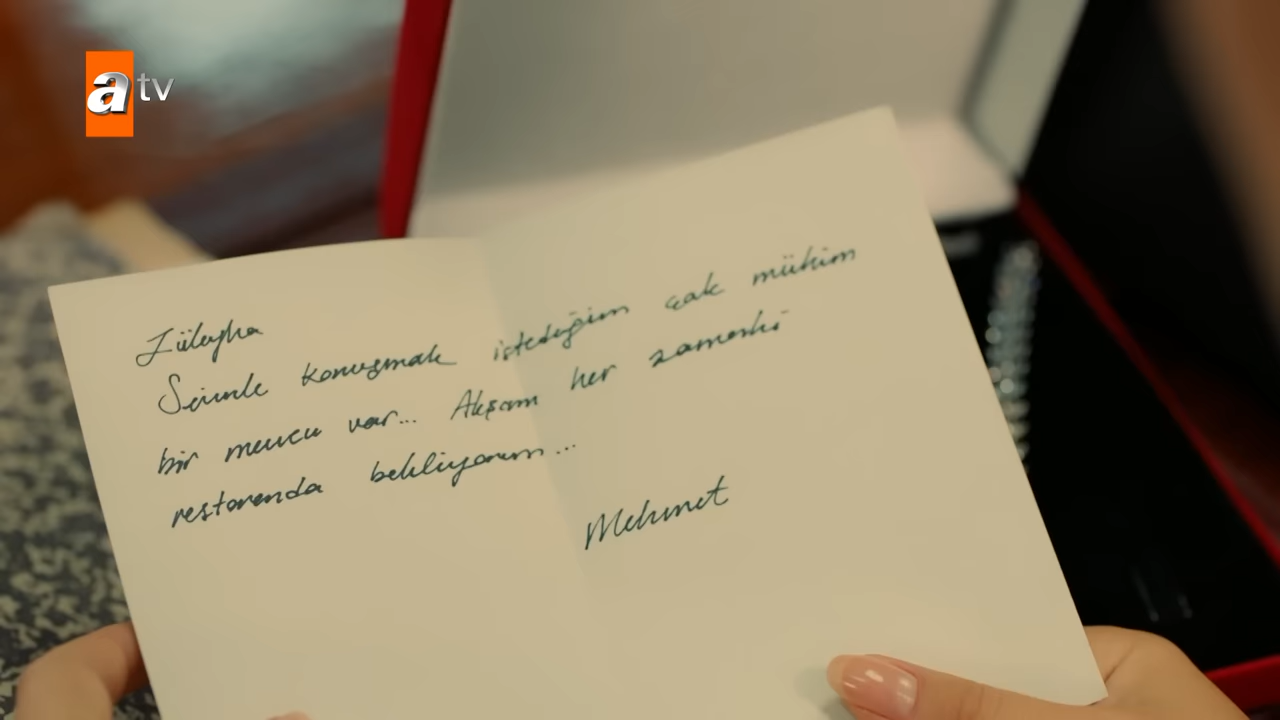 atv
Züleyha
Seninle konuşmak istediğim çok mühim
bir mevzu var... Akşam her zamanki
restoranda bekliyorum...
Mehmet